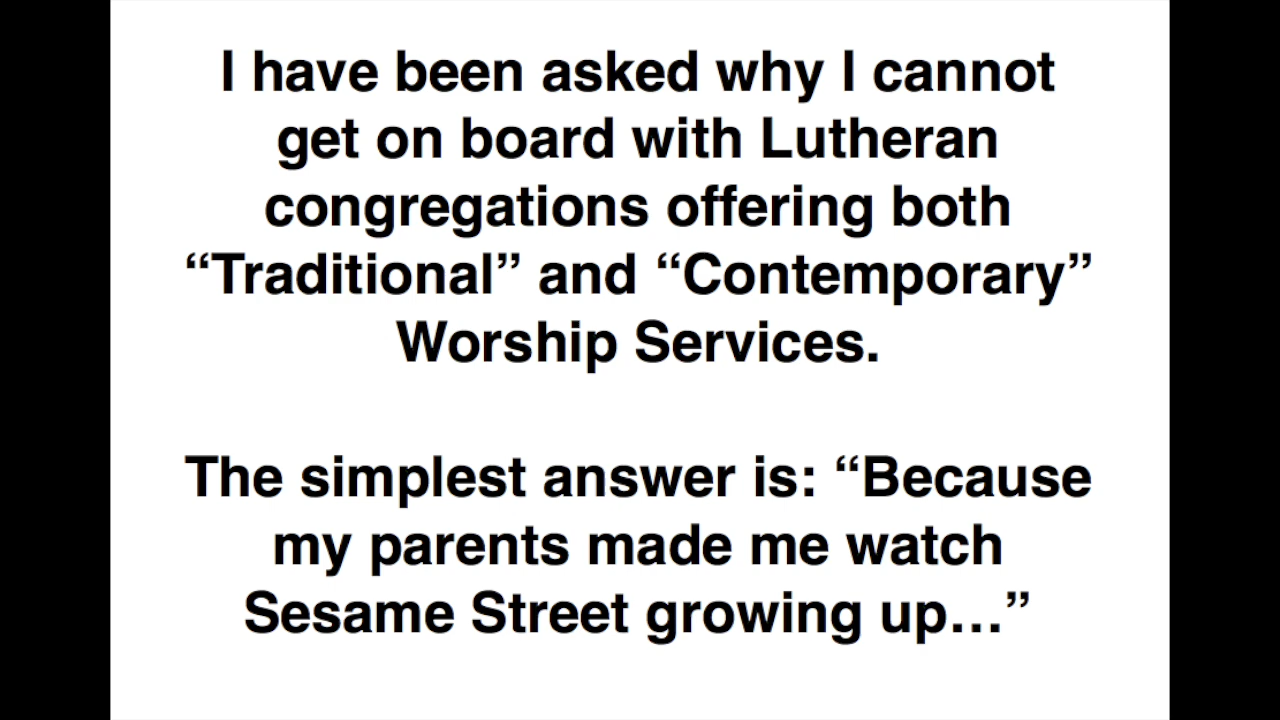 I have been asked why I cannot
get on board with Lutheran
congregations offering both
“Traditional” and “Contemporary”
Worship Services.
The simplest answer is: “Because
my parents made me watch
Sesame Street growing up…”